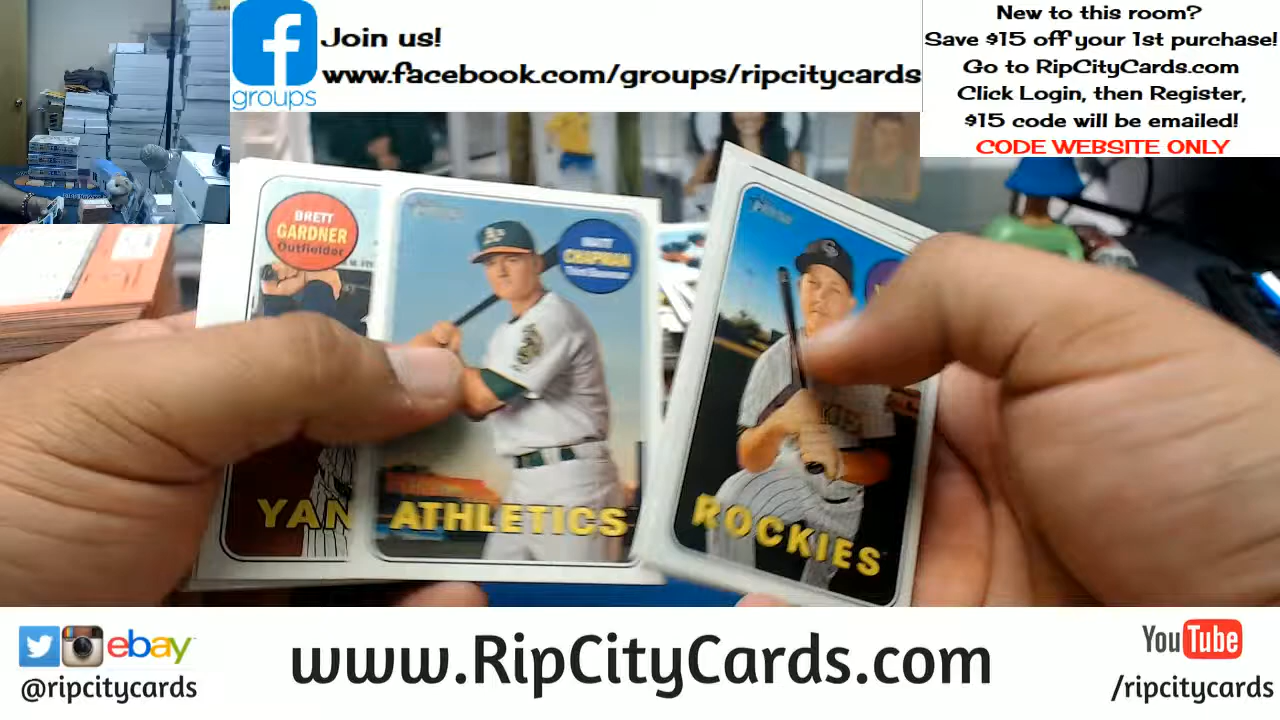 Join us!
www.facebook.com/groups/ripcitycards
groups
New to this room?
Save $15 off your 1st purchase!
Go to RipCityCards.com
Click Login, then Register,
$15 code will be emailed!
CODE WEBSITE ONLY
BRETT
GARDNER
Outfielder
YAN
MATT
CHAPMAN
Third Baseman
ATHLETICS
ROCKIES
ebay
@ripcitycards
www.RipCityCards.com
YouTube
/ripcitycards